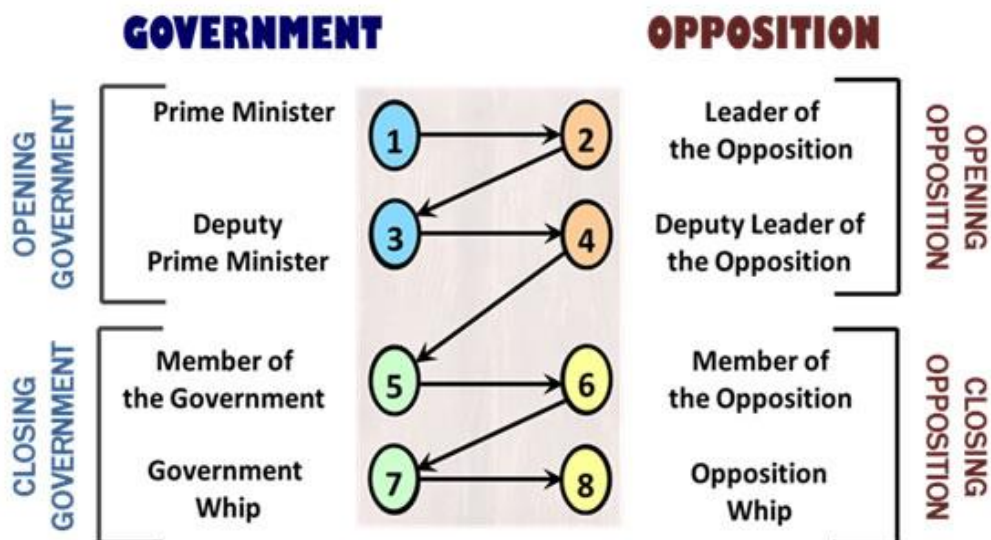 GOVERNMENT
OPPOSITION
OPENING
GOVERNMENT
Prime Minister
1
2
Leader of
the Opposition
Deputy
Prime Minister
3
4
Deputy Leader of
the Opposition
OPENING
OPPOSITION
CLOSING
GOVERNMENT
Member of
the Government
5
6
Member of
the Opposition
Government
Whip
7
8
Opposition
Whip
CLOSING
OPPOSITION